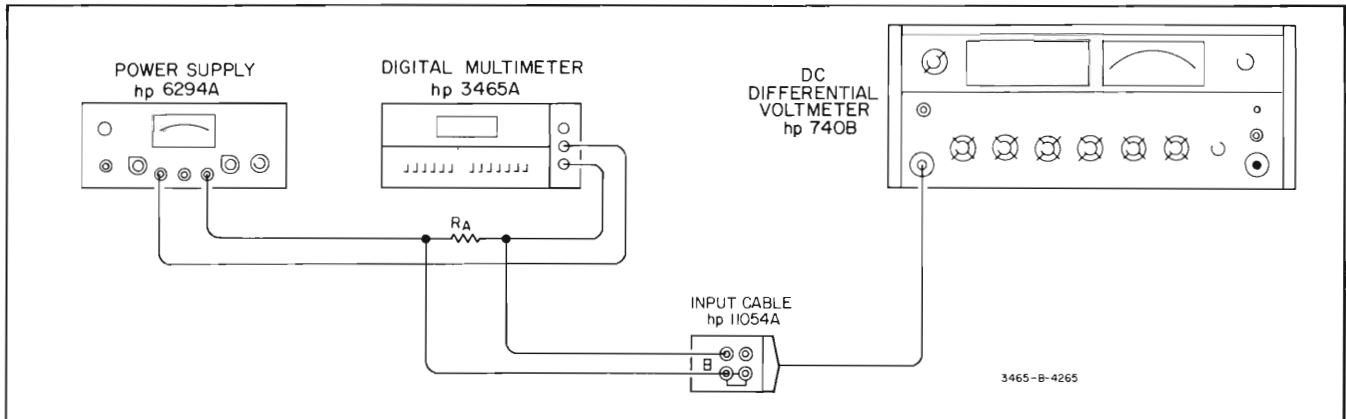 POWER SUPPLY
hp 6294A
DIGITAL MULTIMETER
hp 3465A
DC
DIFFERENTIAL
VOLTMETER
hp 740B
RA
INPUT CABLE
hp 11054A
3465-B-4265